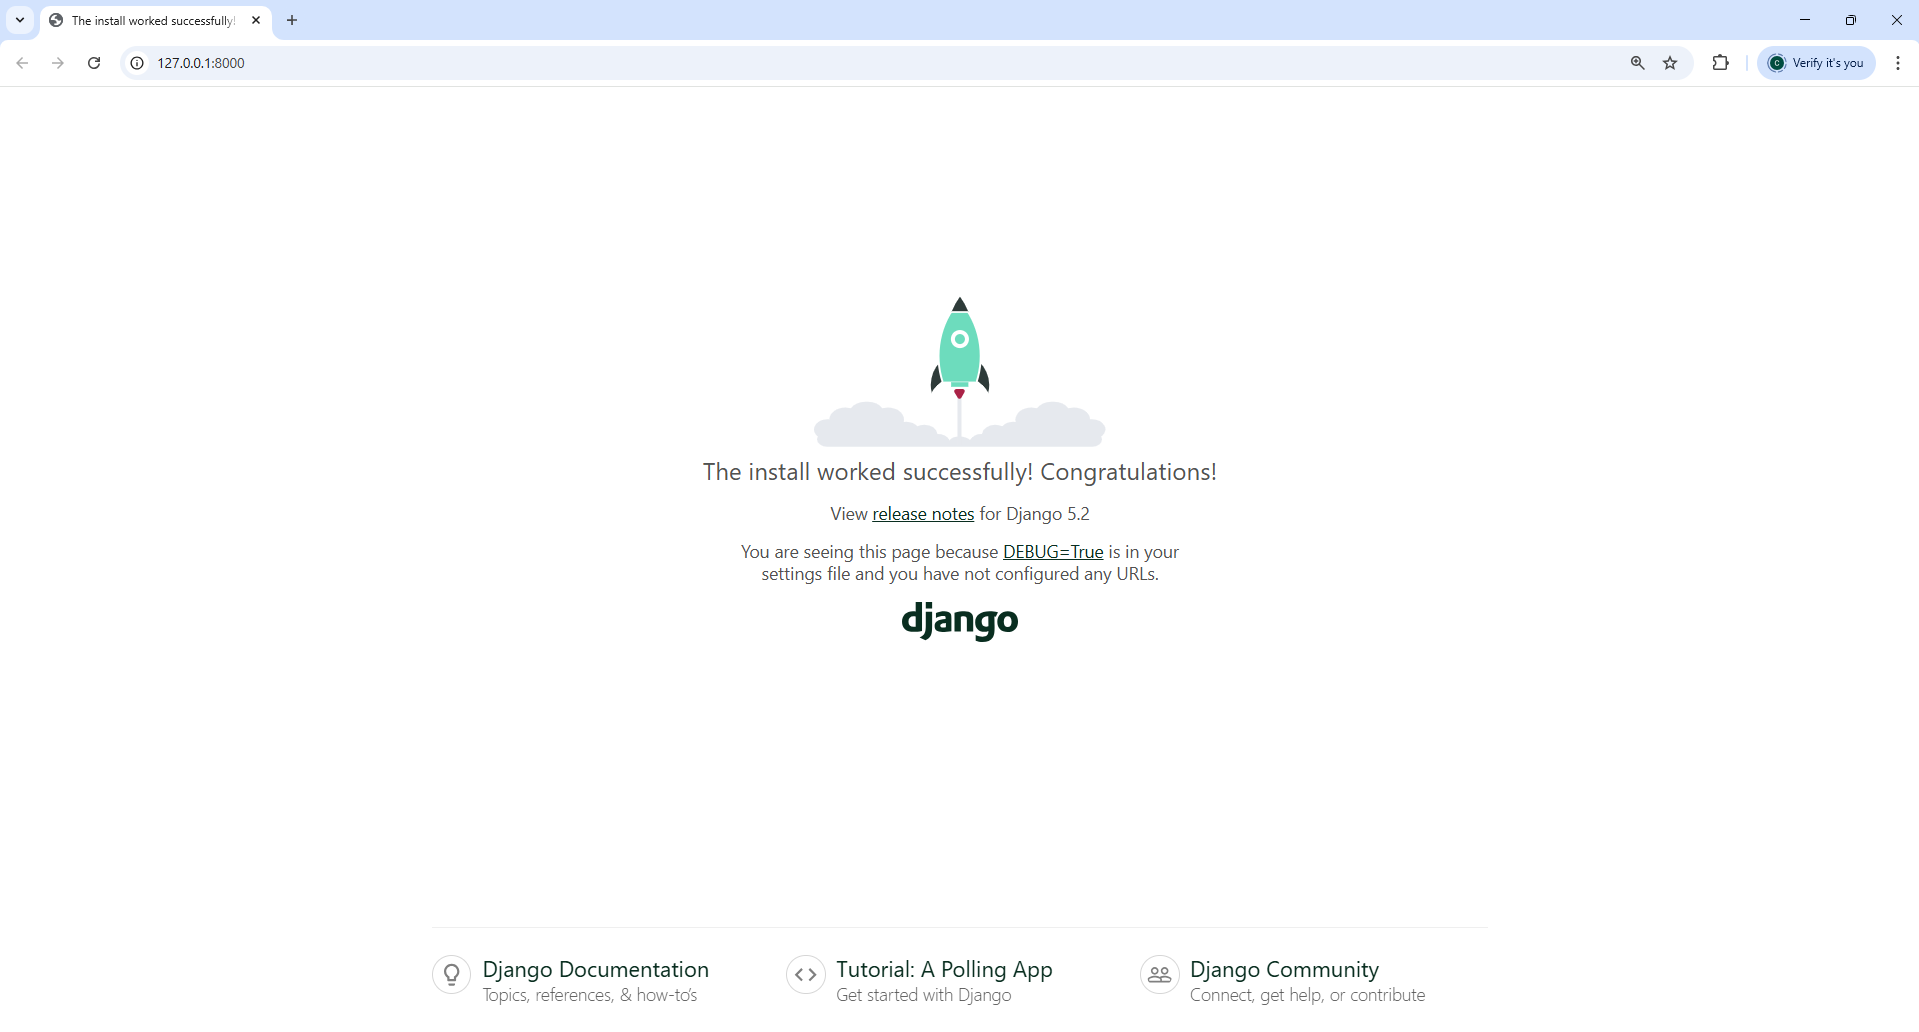 The install worked successfully!
127.0.0.1:8000
C
Verify it's you
The install worked successfully! Congratulations!
View release notes for Django 5.2
You are seeing this page because DEBUG=True is in your
settings file and you have not configured any URLs.
django
Django Documentation
Topics, references, & how-to's
Tutorial: A Polling App
Get started with Django
Django Community
Connect, get help, or contribute